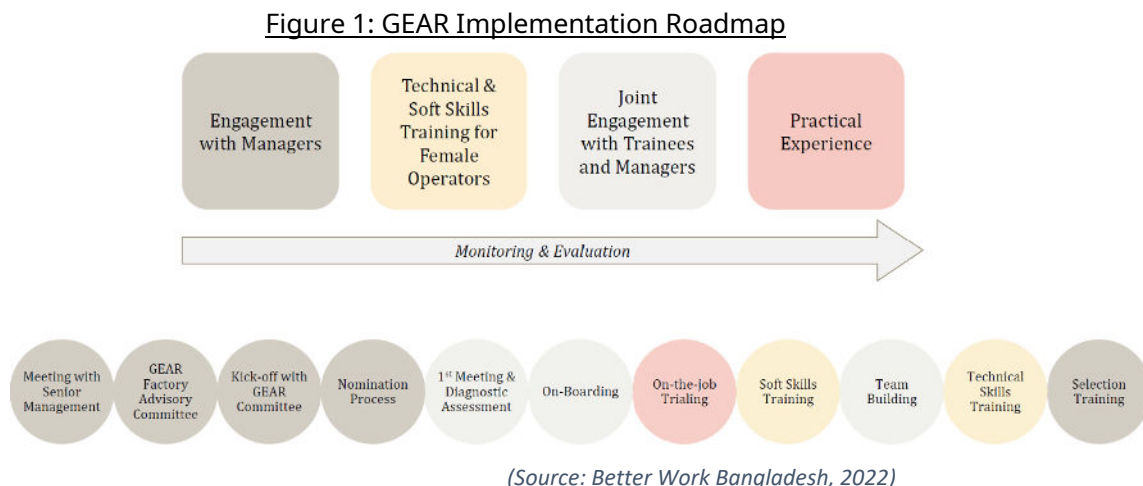 Figure 1: GEAR Implementation Roadmap
Engagement
with Managers
Technical &
Soft Skills
Training for
Female
Operators
Joint
Engagement
with Trainees
and Managers
Practical
Experience
Monitoring & Evaluation
Meeting with
Senior
Management
GEAR
Factory
Advisory
Committee
Kick-off with
GEAR
Committee
Nomination
Process
1st Meeting &
Diagnostic
Assessment
On-Boarding
On-the-job
Trialing
Soft Skills
Training
Team
Building
Technical
Skills
Training
Selection
Training
(Source: Better Work Bangladesh, 2022)